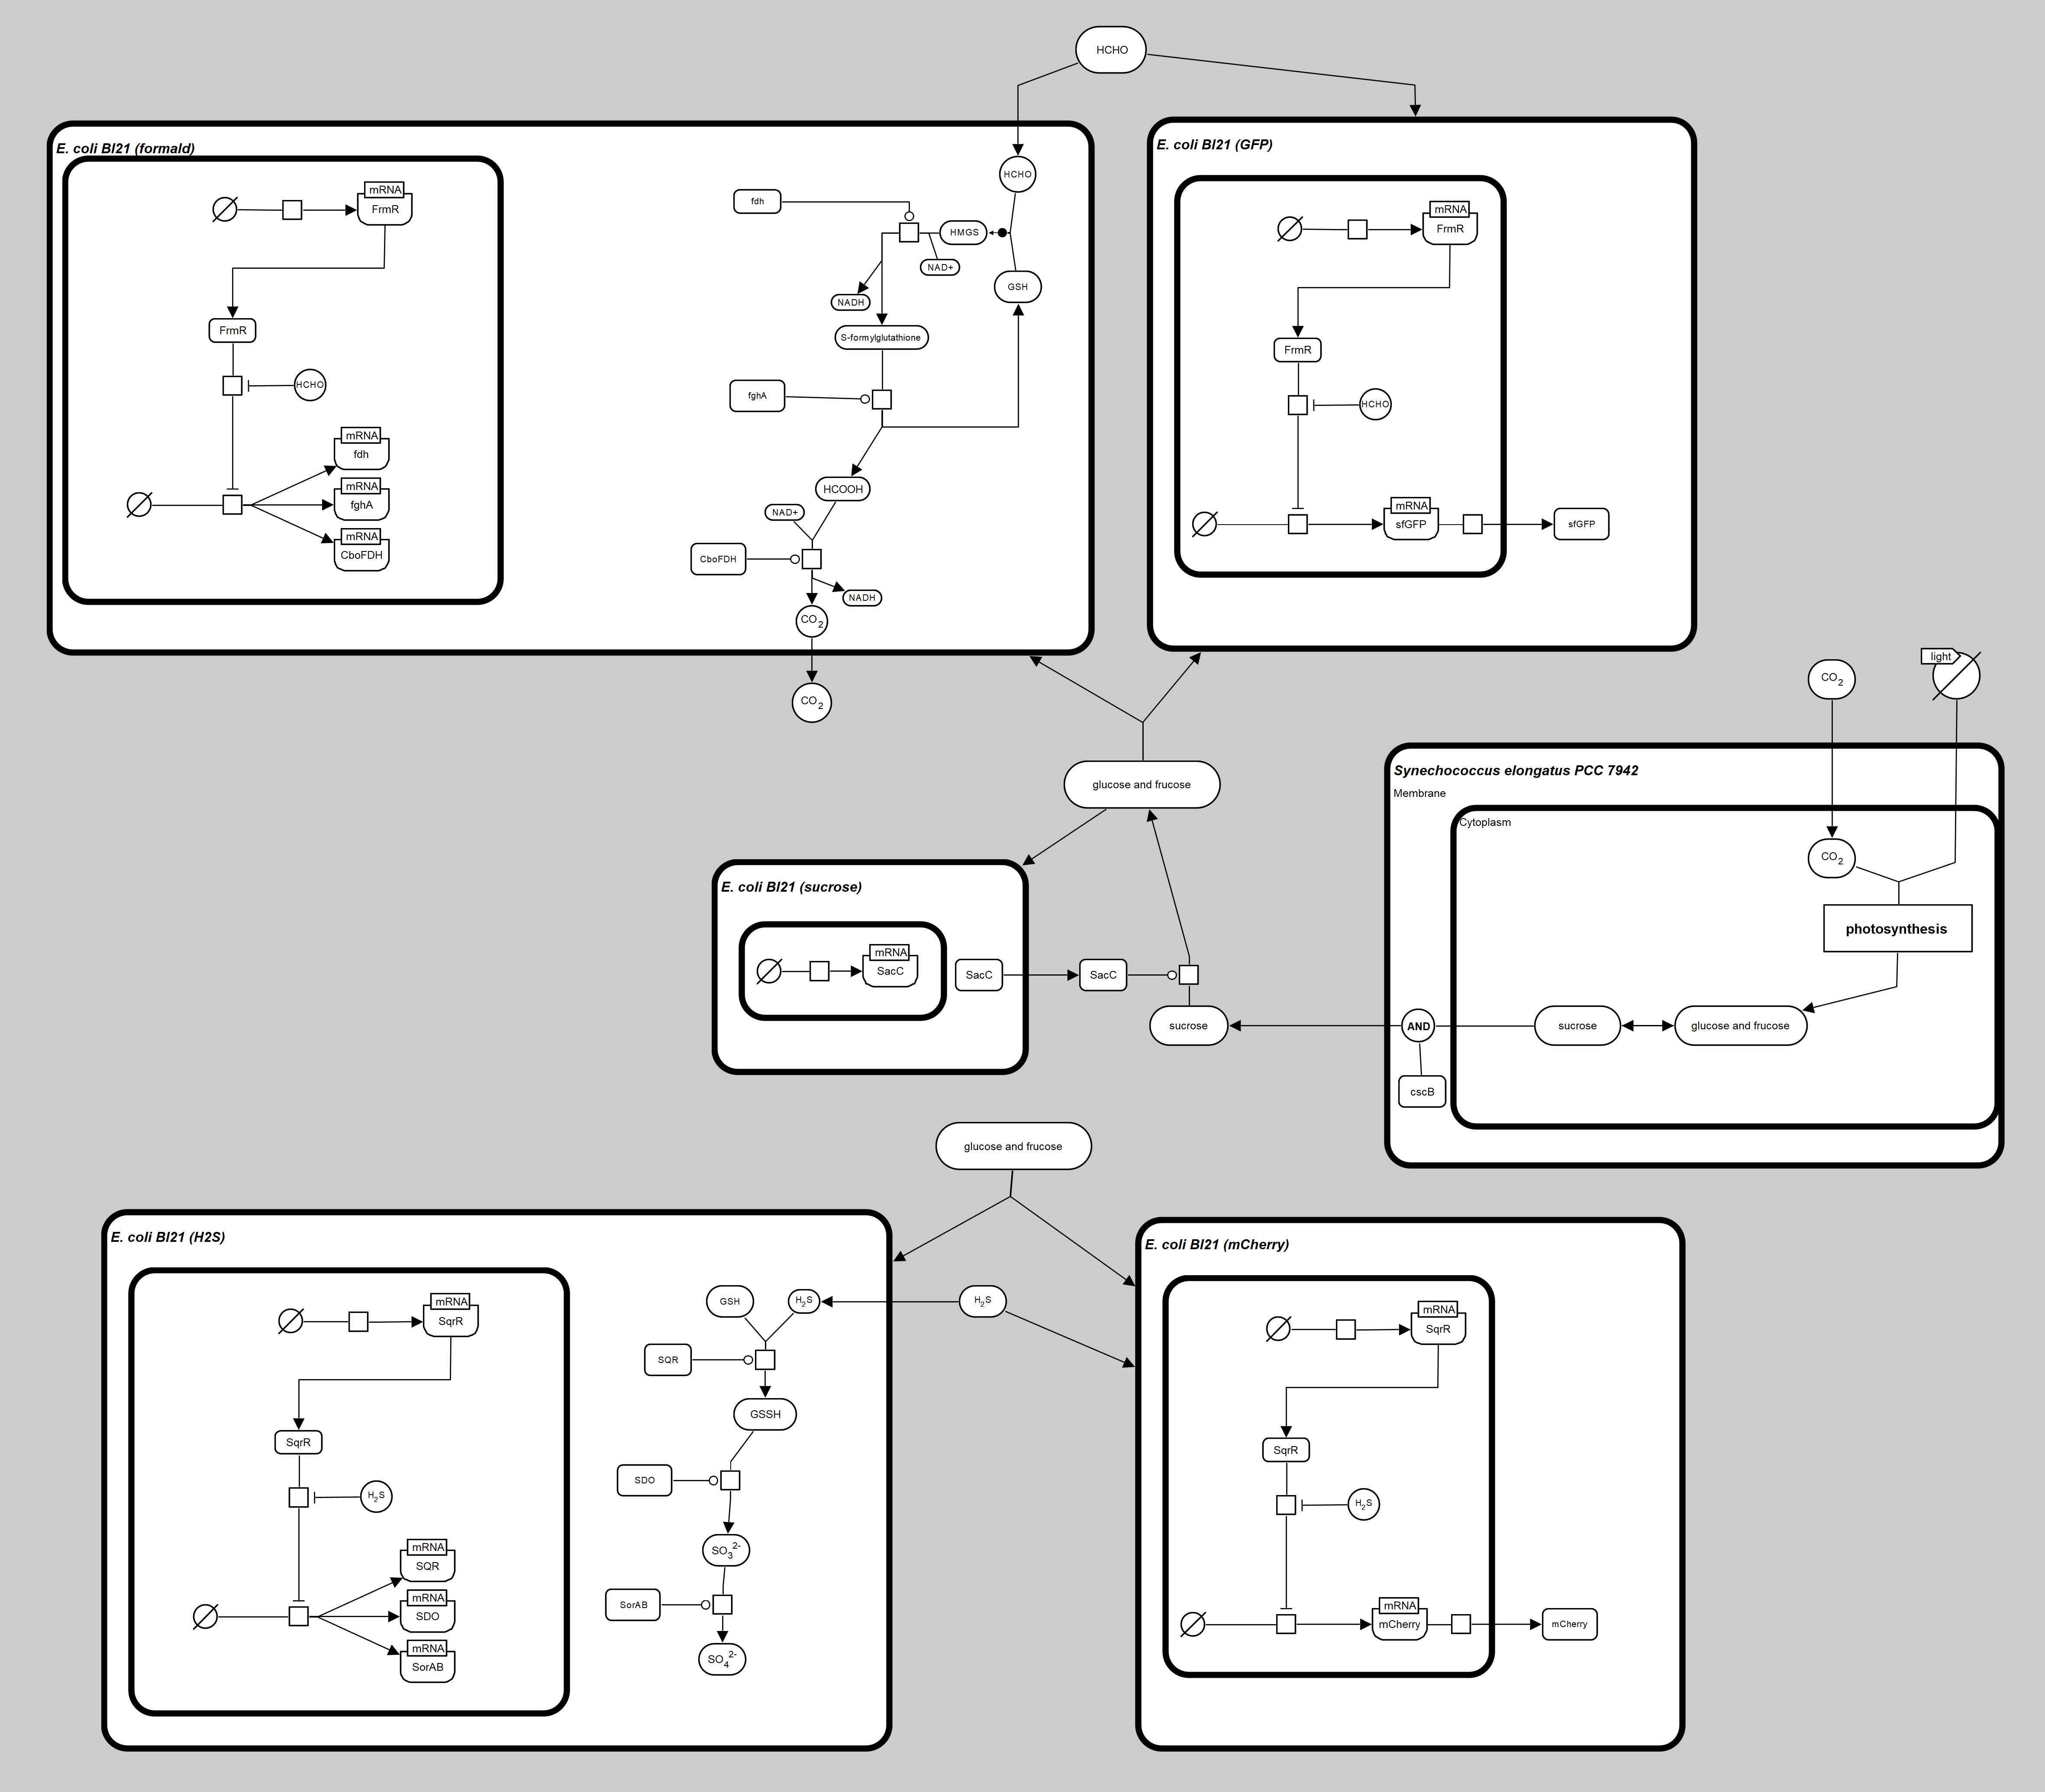 HCHO
E. coli Bl21 (formald)
mRNA
FrmR
FrmR
HCHO
mRNA
fdh
mRNA
fghA
mRNA
CboFDH
HCHO
fdh
HMGS
NAD+
NADH
GSH
S-formylglutathione
fghA
HCOOH
NAD+
CboFDH
NADH
CO2
CO2
E. coli Bl21 (GFP)
mRNA
FrmR
FrmR
HCHO
mRNA
sfGFP
sfGFP
CO2
light
glucose and frucose
Synechococcus elongatus PCC 7942
Membrane
Cytoplasm
CO2
photosynthesis
AND
sucrose
glucose and frucose
cscB
E. coli Bl21 (sucrose)
mRNA
SacC
SacC
SacC
sucrose
glucose and frucose
E. coli Bl21 (H2S)
mRNA
SqrR
SqrR
H2S
mRNA
SQR
mRNA
SDO
mRNA
SorAB
GSH
H2S
SQR
GSSH
SDO
SO3 2-
SorAB
SO4 2-
H2S
E. coli Bl21 (mCherry)
mRNA
SqrR
SqrR
H2S
mRNA
mCherry
mCherry